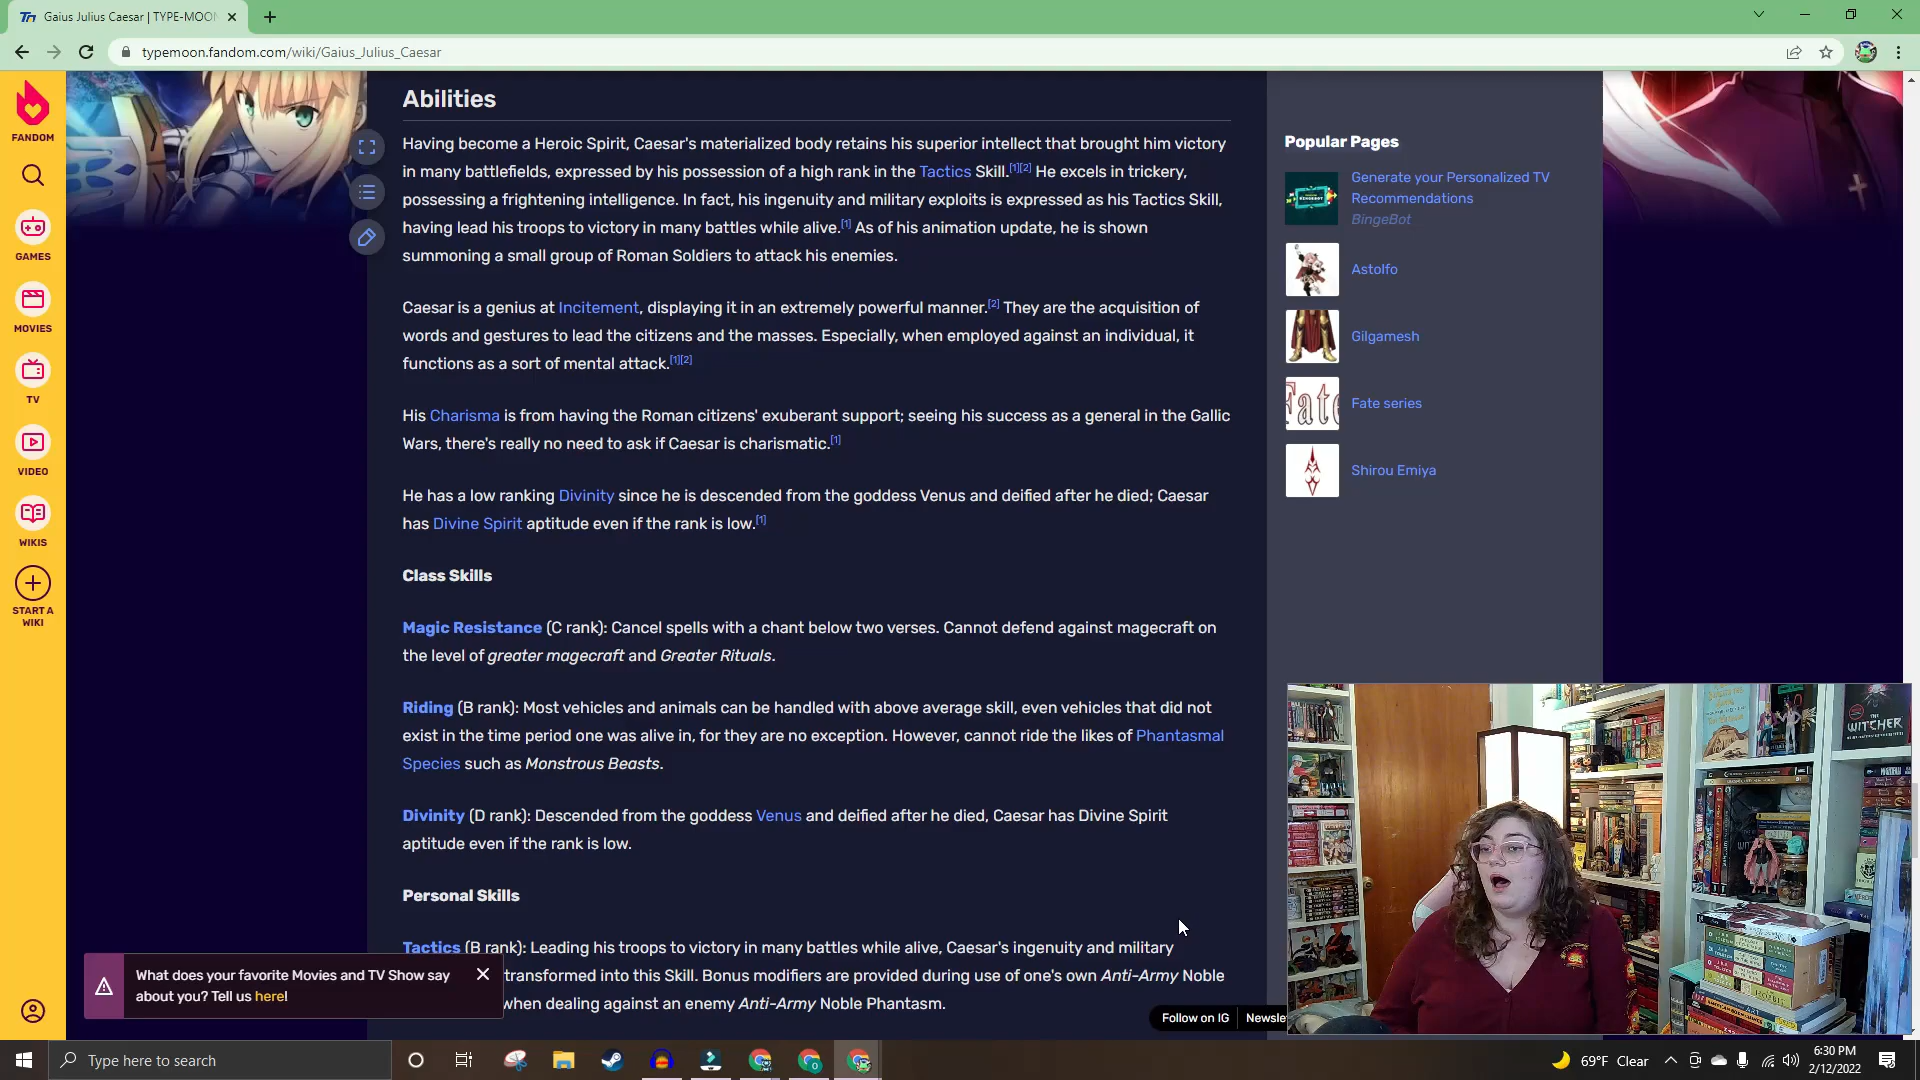 Gaius Julius Caesar | TYPE-MOON
typemoon.fandom.com/wiki/Gaius_Julius_Caesar
FANDOM
GAMES
MOVIES
TV
VIDEO
WIKIS
START A
WIKI
Abilities
Having become a Heroic Spirit, Caesar's materialized body retains his superior intellect that brought him victory
in many battlefields, expressed by his possession of a high rank in the Tactics Skill.[1][2] He excels in trickery,
possessing a frightening intelligence. In fact, his ingenuity and military exploits is expressed as his Tactics Skill,
having lead his troops to victory in many battles while alive.[1] As of his animation update, he is shown
summoning a small group of Roman Soldiers to attack his enemies.
Caesar is a genius at Incitement, displaying it in an extremely powerful manner.[2] They are the acquisition of
words and gestures to lead the citizens and the masses. Especially, when employed against an individual, it
functions as a sort of mental attack.[1][2]
His Charisma is from having the Roman citizens' exuberant support; seeing his success as a general in the Gallic
Wars, there's really no need to ask if Caesar is charismatic.[1]
He has a low ranking Divinity since he is descended from the goddess Venus and deified after he died; Caesar
has Divine Spirit aptitude even if the rank is low.[1]
Class Skills
Magic Resistance (C rank): Cancel spells with a chant below two verses. Cannot defend against magecraft on
the level of greater magecraft and Greater Rituals.
Riding (B rank): Most vehicles and animals can be handled with above average skill, even vehicles that did not
exist in the time period one was alive in, for they are no exception. However, cannot ride the likes of Phantasmal
Species such as Monstrous Beasts.
Divinity (D rank): Descended from the goddess Venus and deified after he died, Caesar has Divine Spirit
aptitude even if the rank is low.
Personal Skills
Tactics (B rank): Leading his troops to victory in many battles while alive, Caesar's ingenuity and military
transformed into this Skill. Bonus modifiers are provided during use of one's own Anti-Army Noble
when dealing against an enemy Anti-Army Noble Phantasm.
Popular Pages
Generate your Personalized TV
Recommendations
BingeBot
Astolfo
Gilgamesh
Fate
Fate series
Shirou Emiya
THE
WITCHER
What does your favorite Movies and TV Show say
about you? Tell us here!
Follow on IG
Newsle
Type here to search
69°F Clear
6:30 PM
2/12/2022